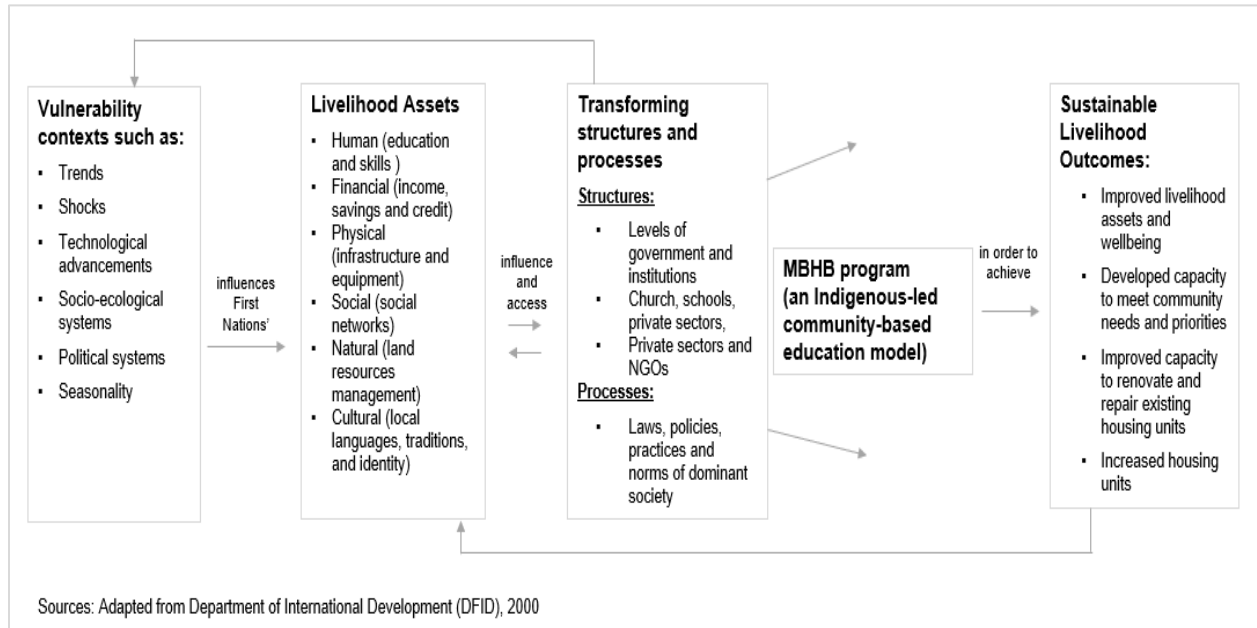 Vulnerability
contexts such as:
▪ Trends
▪ Shocks
▪ Technological
advancements
▪ Socio-ecological
systems
▪ Political systems
▪ Seasonality
influences
First
Nations’
Livelihood Assets
▪ Human (education
and skills )
▪ Financial (income,
savings and credit)
▪ Physical
(infrastructure and
equipment)
▪ Social (social
networks)
▪ Natural (land
resources
management)
▪ Cultural (local
languages, traditions,
and identity)
influence
and
access
Transforming
structures and
processes
Structures:
▪ Levels of
government and
institutions
▪ Church, schools,
private sectors,
▪ Private sectors and
NGOs
Processes:
▪ Laws, policies,
practices and
norms of dominant
society
MBHB program
(an Indigenous-led
community-based
education model)
in order to
achieve
Sustainable
Livelihood
Outcomes:
▪ Improved livelihood
assets and
wellbeing
▪ Developed capacity
to meet community
needs and priorities
▪ Improved capacity
to renovate and
repair existing
housing units
▪ Increased housing
units
Sources: Adapted from Department of International Development (DFID), 2000